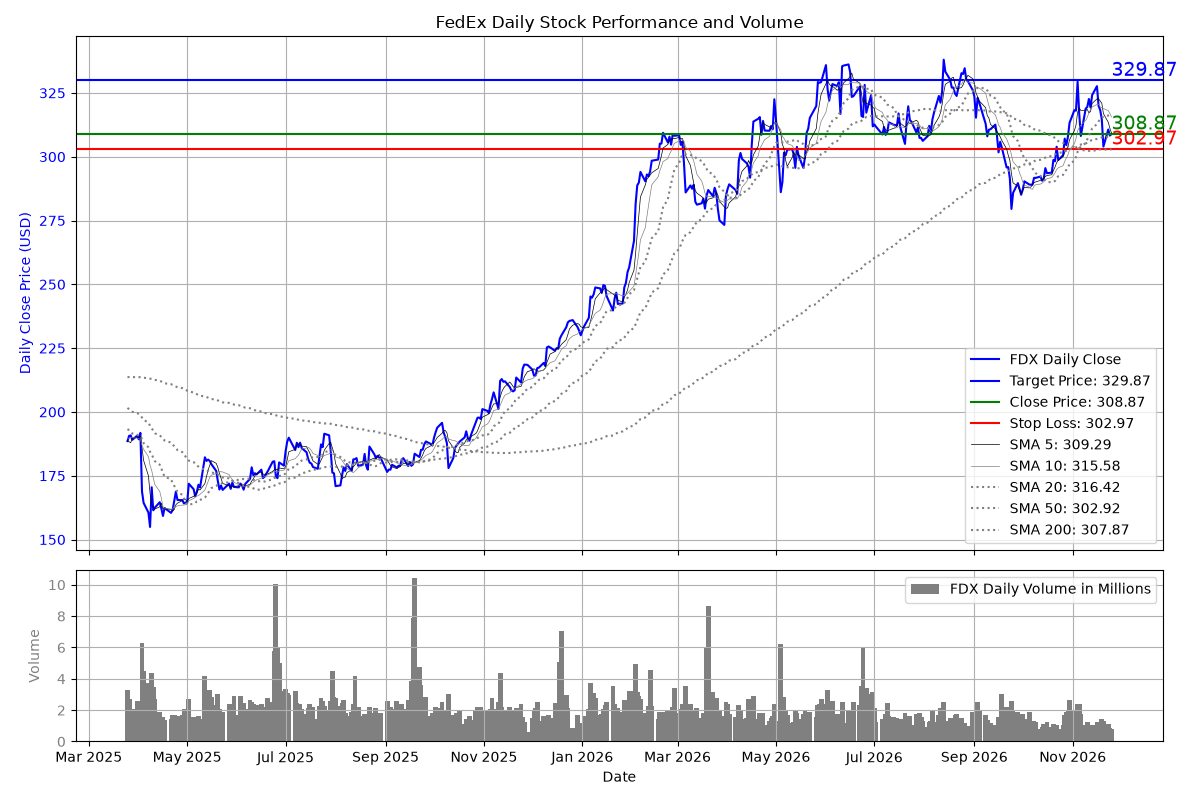 FedEx Daily Stock Performance and Volume
329.87
308.87
302.97
325
300
275
250
225
200
175
150
Daily Close Price (USD)
FDX Daily Close
Target Price: 329.87
Close Price: 308.87
Stop Loss: 302.97
SMA 5: 309.29
SMA 10: 315.58
SMA 20: 316.42
SMA 50: 302.92
SMA 200: 307.87
FDX Daily Volume in Millions
10
8
6
4
2
0
Volume
Mar 2025 May 2025 Jul 2025 Sep 2025 Nov 2025 Jan 2026 Mar 2026 May 2026 Jul 2026 Sep 2026 Nov 2026
Date